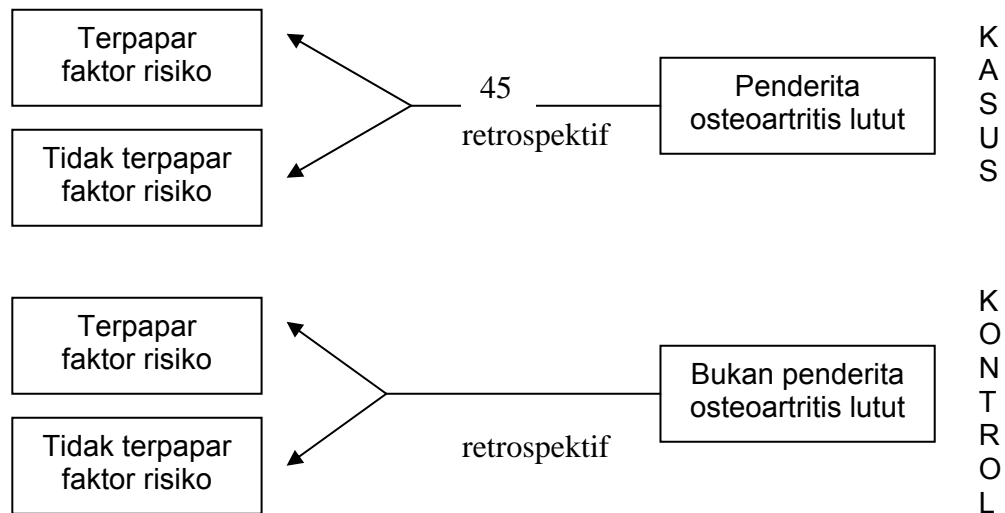 Terpapar
faktor risiko
45
retrospektif
Penderita
osteoartritis lutut
Tidak terpapar
faktor risiko
K
A
S
U
S
Terpapar
faktor risiko
retrospektif
Bukan penderita
osteoartritis lutut
Tidak terpapar
faktor risiko
K
O
N
T
R
O
L